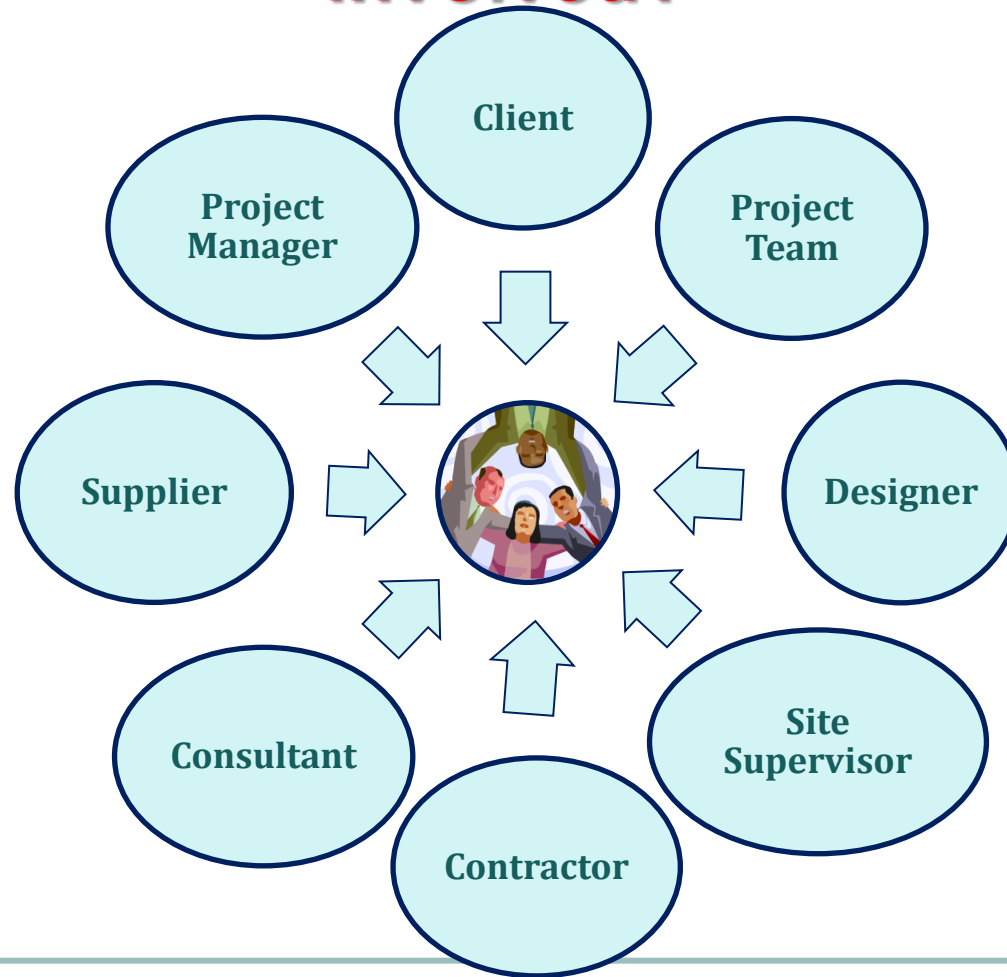 Client
Project
Manager
Project
Team
Supplier
Designer
Consultant
Site
Supervisor
Contractor